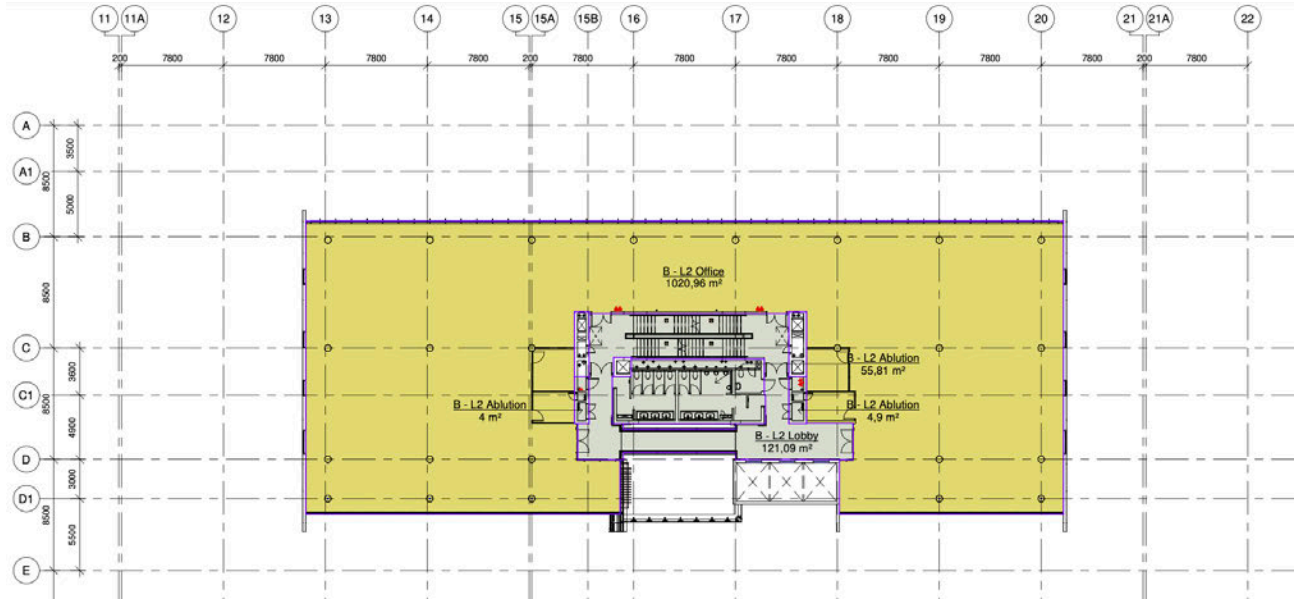 11 11A 12 13 14 15 15A 15B 16 17 18 19 20 21 21A 22
200 7800 7800 7800 7800 200 7800 7800 7800 7800 7800 7800 200 7800
A
3500
A1
8500
5000
B
8500
B - L2 Office
1020,96 m²
C
3600
B - L2 Ablution
55,81 m²
C1
8500
4900
B - L2 Ablution
4 m²
B - L2 Ablution
4,9 m²
B - L2 Lobby
121,09 m²
D
3000
D1
8500
5500
E